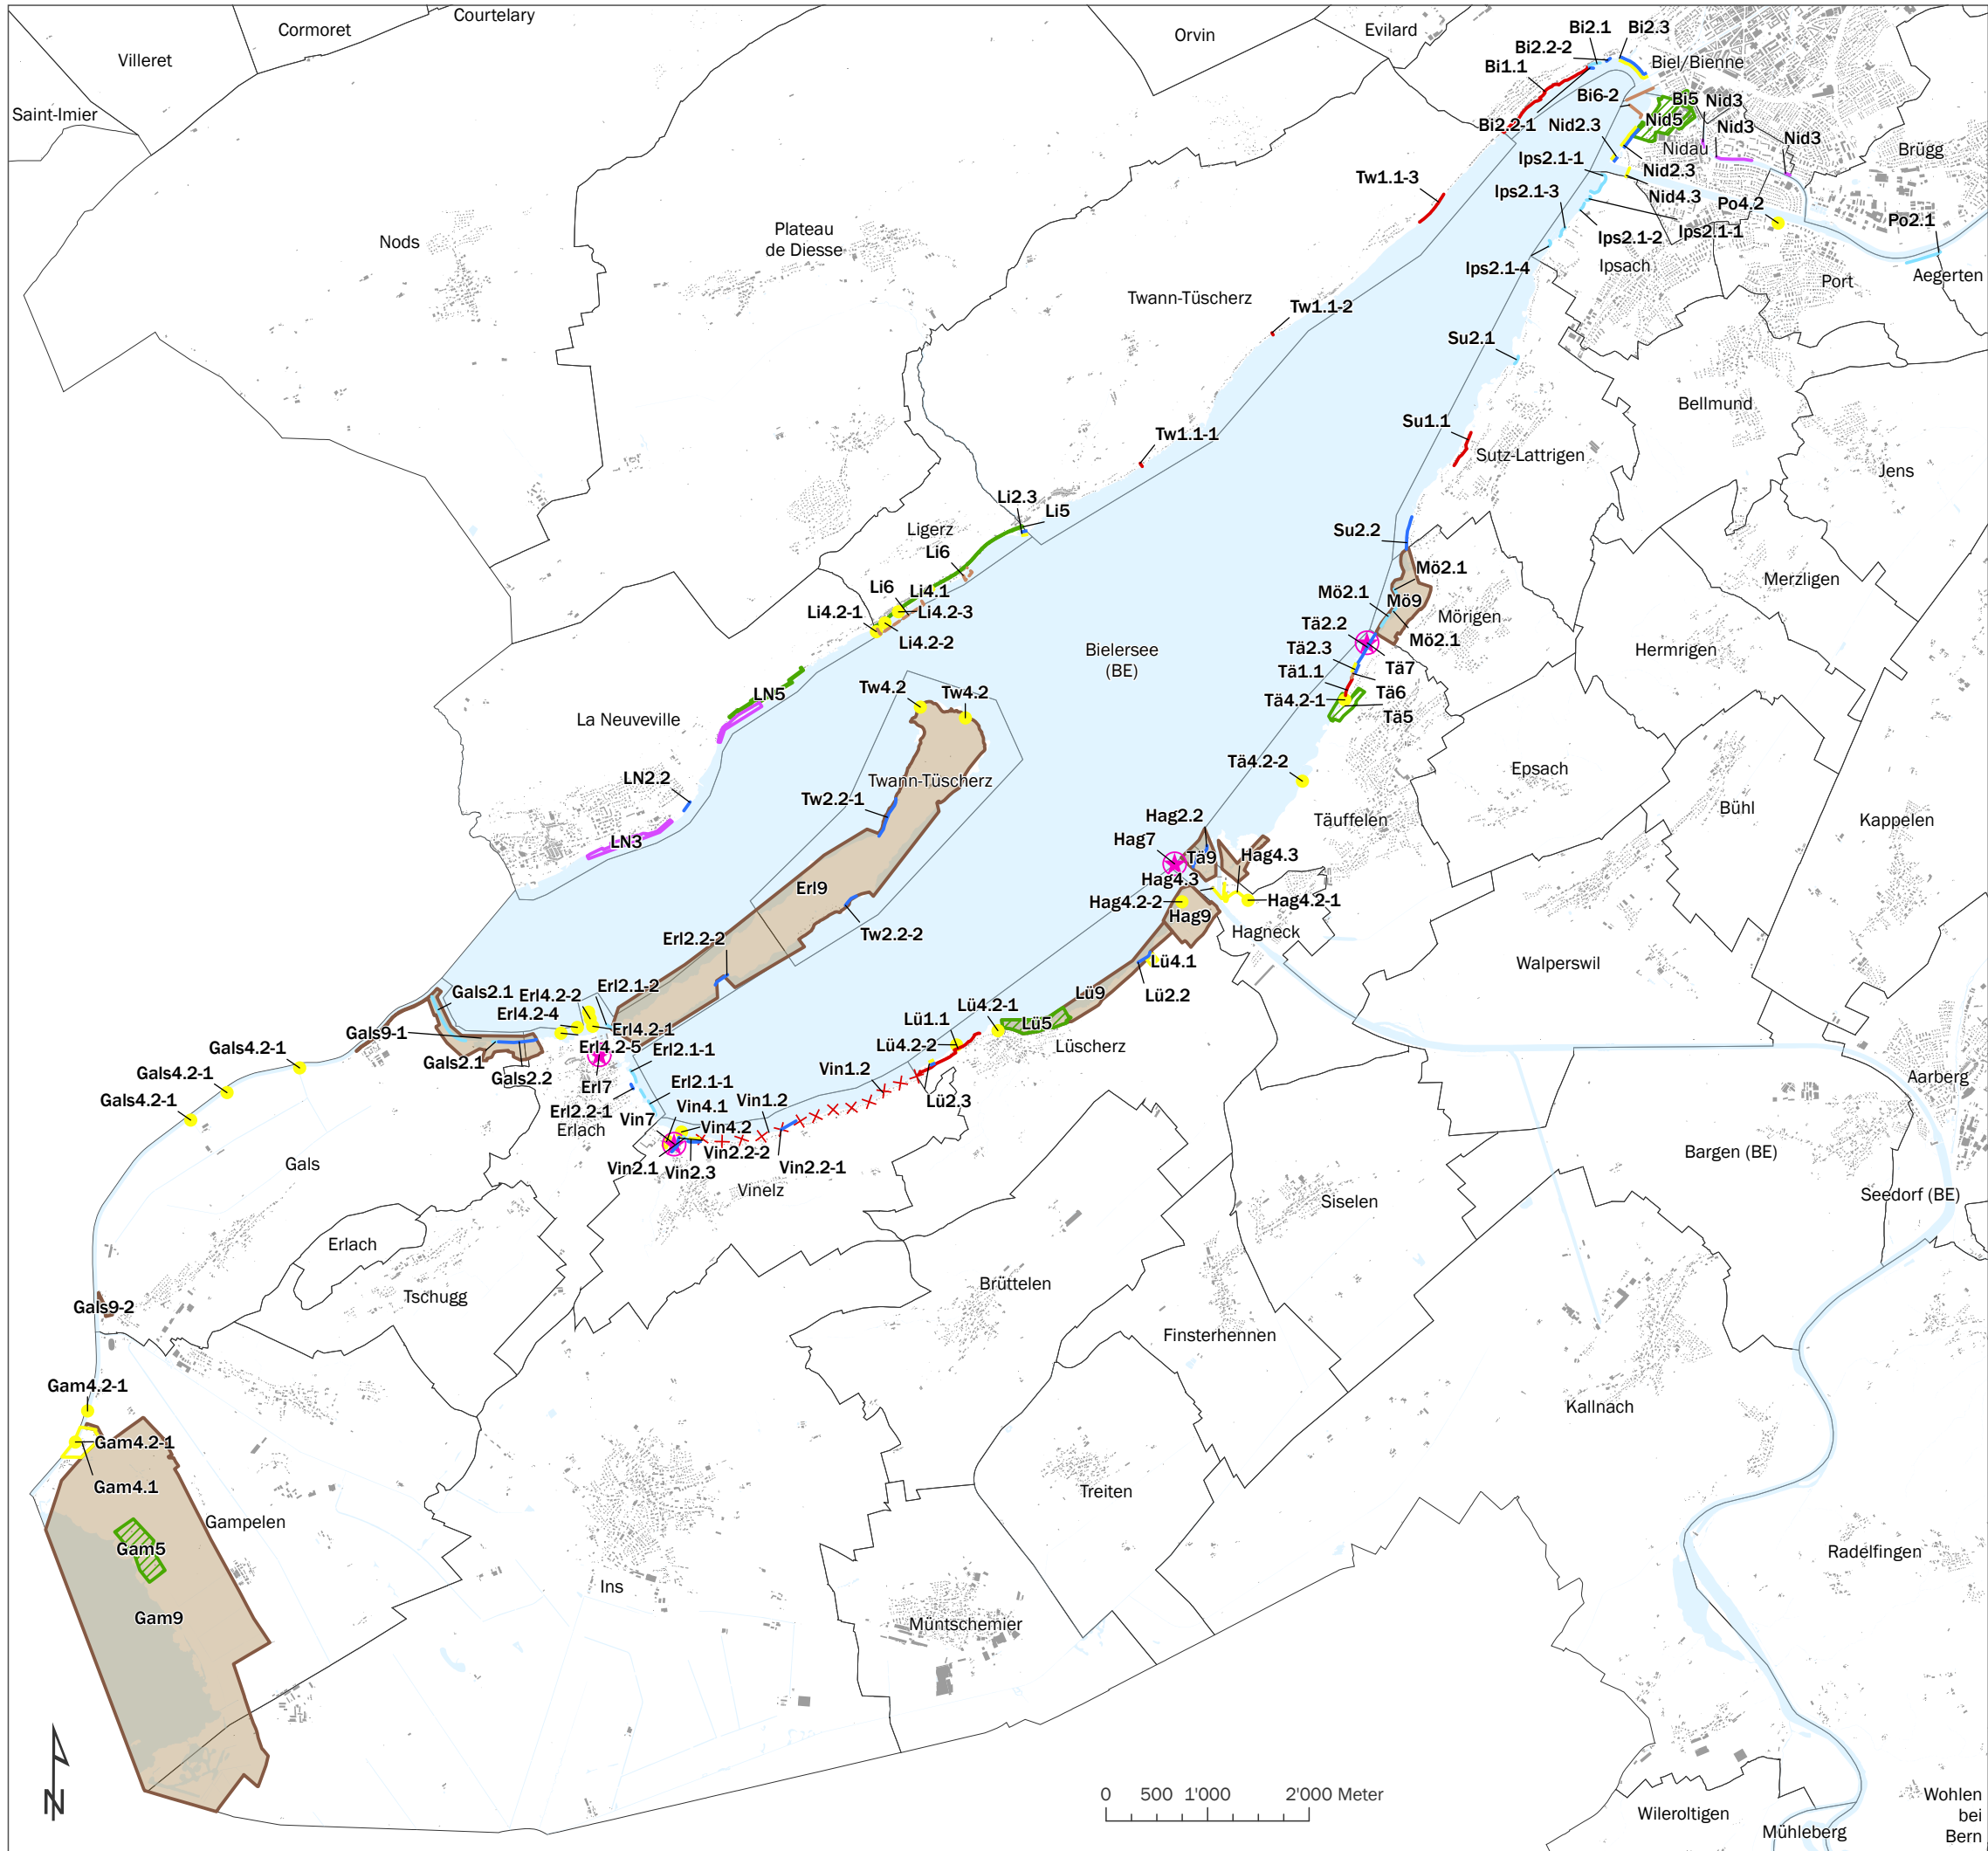 Courtelary
Cormoret
Villeret
Saint-Imier
Orvin
Evilard
Bi2.1
Bi2.3
Bi2.2-2
Bi1.1
Biel/Bienne
Bi6-2
Bi5
Nid3
Nid5
Nid3
Bi2.2-1
Nid2.3
Nid3
Nidau
Brügg
Ips2.1-1
Nid2.3
Tw1.1-3
Ips2.1-3
Nid4.3
Po4.2
Po2.1
Ips2.1-1
Ips2.1-2
Nods
Plateau
de Diesse
Ips2.1-4
Ipsach
Port
Aegerten
Twann-Tüscherz
Tw1.1-2
Su2.1
Bellmund
Su1.1
Tw1.1-1
Sutz-Lattrigen
Jens
Li2.3
Li5
Ligerz
Su2.2
Li6
Mö2.1
Merzligen
Li6
Li4.1
Mö2.1
Mö9
Li4.2-1
Li4.2-3
Mörigen
Tä2.2
Mö2.1
Li4.2-2
Bielersee
(BE)
Tä2.3
Hermrigen
Tä7
Tä1.1
Tä6
Tä4.2-1
Tä5
LN5
Tw4.2
Tw4.2
La Neuveville
Tä4.2-2
Epsach
LN2.2
Twann-Tüscherz
Tw2.2-1
Bühl
Hag2.2
Täuffelen
Kappelen
LN3
Hag7
Tä9
Hag4.3
Hag4.3
Erl9
Hag4.2-2
Hag4.2-1
Hag9
Hagneck
Tw2.2-2
Erl2.2-2
Lü4.1
Walperswil
Lü9
Lü2.2
Gals2.1
Erl4.2-2
Erl2.1-2
Erl4.2-4
Lü4.2-1
Gals9-1
Erl4.2-1
Lü1.1
Lü5
Erl4.2-5
Erl2.1-1
Lü4.2-2
Lüscherz
Gals4.2-1
Gals2.1
Gals2.2
Vin1.2
Gals4.2-1
Erl7
Erl2.1-1
Aarberg
Gals4.2-1
Erl2.2-1
Vin4.1
Vin1.2
Lü2.3
Erlach
Vin7
Vin4.2
Vin2.2-2
Vin2.1
Vin2.3
Vin2.2-1
Bargen (BE)
Gals
Vinelz
Siselen
Seedorf (BE)
Erlach
Brüttelen
Tschugg
Gals9-2
Finsterhennen
Gam4.2-1
Kallnach
Gam4.2-1
Gam4.1
Treiten
Gampelen
Gam5
Radelfingen
Ins
Gam9
Müntschemier
N
0 500 1'000 2'000 Meter
Wileroltigen
Mühleberg
Wohlen
bei
Bern